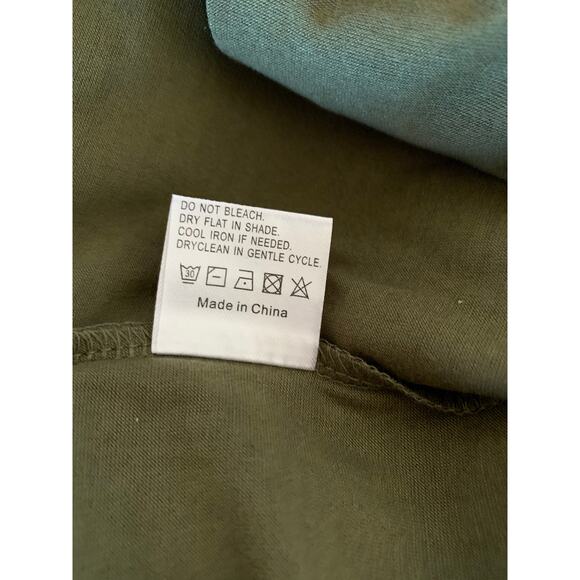 DO NOT BLEACH.
DRY FLAT IN SHADE.
COOL IRON IF NEEDED.
DRYCLEAN IN GENTLE CYCLE.
30
Made in China